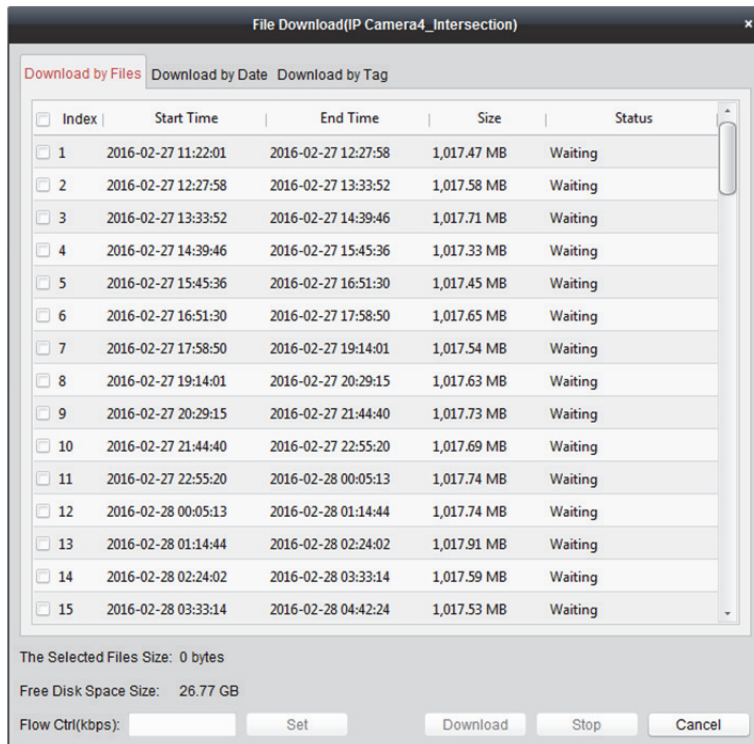 File Download(IP Camera4_Intersection) ×
Download by Files Download by Date Download by Tag
Index Start Time End Time Size Status
1 2016-02-27 11:22:01 2016-02-27 12:27:58 1,017.47 MB Waiting
2 2016-02-27 12:27:58 2016-02-27 13:33:52 1,017.58 MB Waiting
3 2016-02-27 13:33:52 2016-02-27 14:39:46 1,017.71 MB Waiting
4 2016-02-27 14:39:46 2016-02-27 15:45:36 1,017.33 MB Waiting
5 2016-02-27 15:45:36 2016-02-27 16:51:30 1,017.45 MB Waiting
6 2016-02-27 16:51:30 2016-02-27 17:58:50 1,017.65 MB Waiting
7 2016-02-27 17:58:50 2016-02-27 19:14:01 1,017.54 MB Waiting
8 2016-02-27 19:14:01 2016-02-27 20:29:15 1,017.63 MB Waiting
9 2016-02-27 20:29:15 2016-02-27 21:44:40 1,017.73 MB Waiting
10 2016-02-27 21:44:40 2016-02-27 22:55:20 1,017.69 MB Waiting
11 2016-02-27 22:55:20 2016-02-28 00:05:13 1,017.74 MB Waiting
12 2016-02-28 00:05:13 2016-02-28 01:14:44 1,017.74 MB Waiting
13 2016-02-28 01:14:44 2016-02-28 02:24:02 1,017.91 MB Waiting
14 2016-02-28 02:24:02 2016-02-28 03:33:14 1,017.59 MB Waiting
15 2016-02-28 03:33:14 2016-02-28 04:42:24 1,017.53 MB Waiting
The Selected Files Size: 0 bytes
Free Disk Space Size: 26.77 GB
Flow Ctrl(kbps): Set Download Stop Cancel